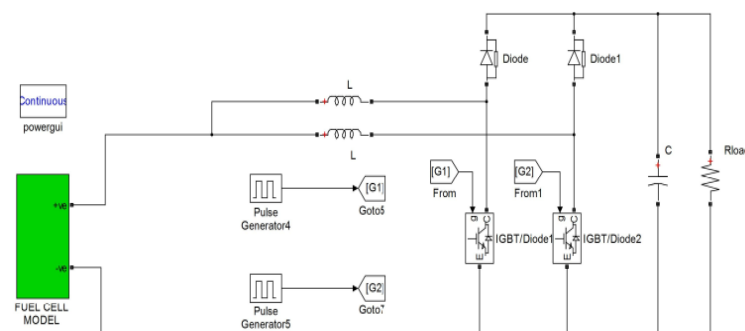 Continuous
powergui
L
L
Diode
Diode1
C
Rloa
[G1]
From
[G2]
From1
+ve
-ve
FUEL CELL
MODEL
Pulse
Generator4
[G1]
Goto5
g
C
E
IGBT/Diode1
g
C
E
IGBT/Diode2
Pulse
Generator5
[G2]
Goto7